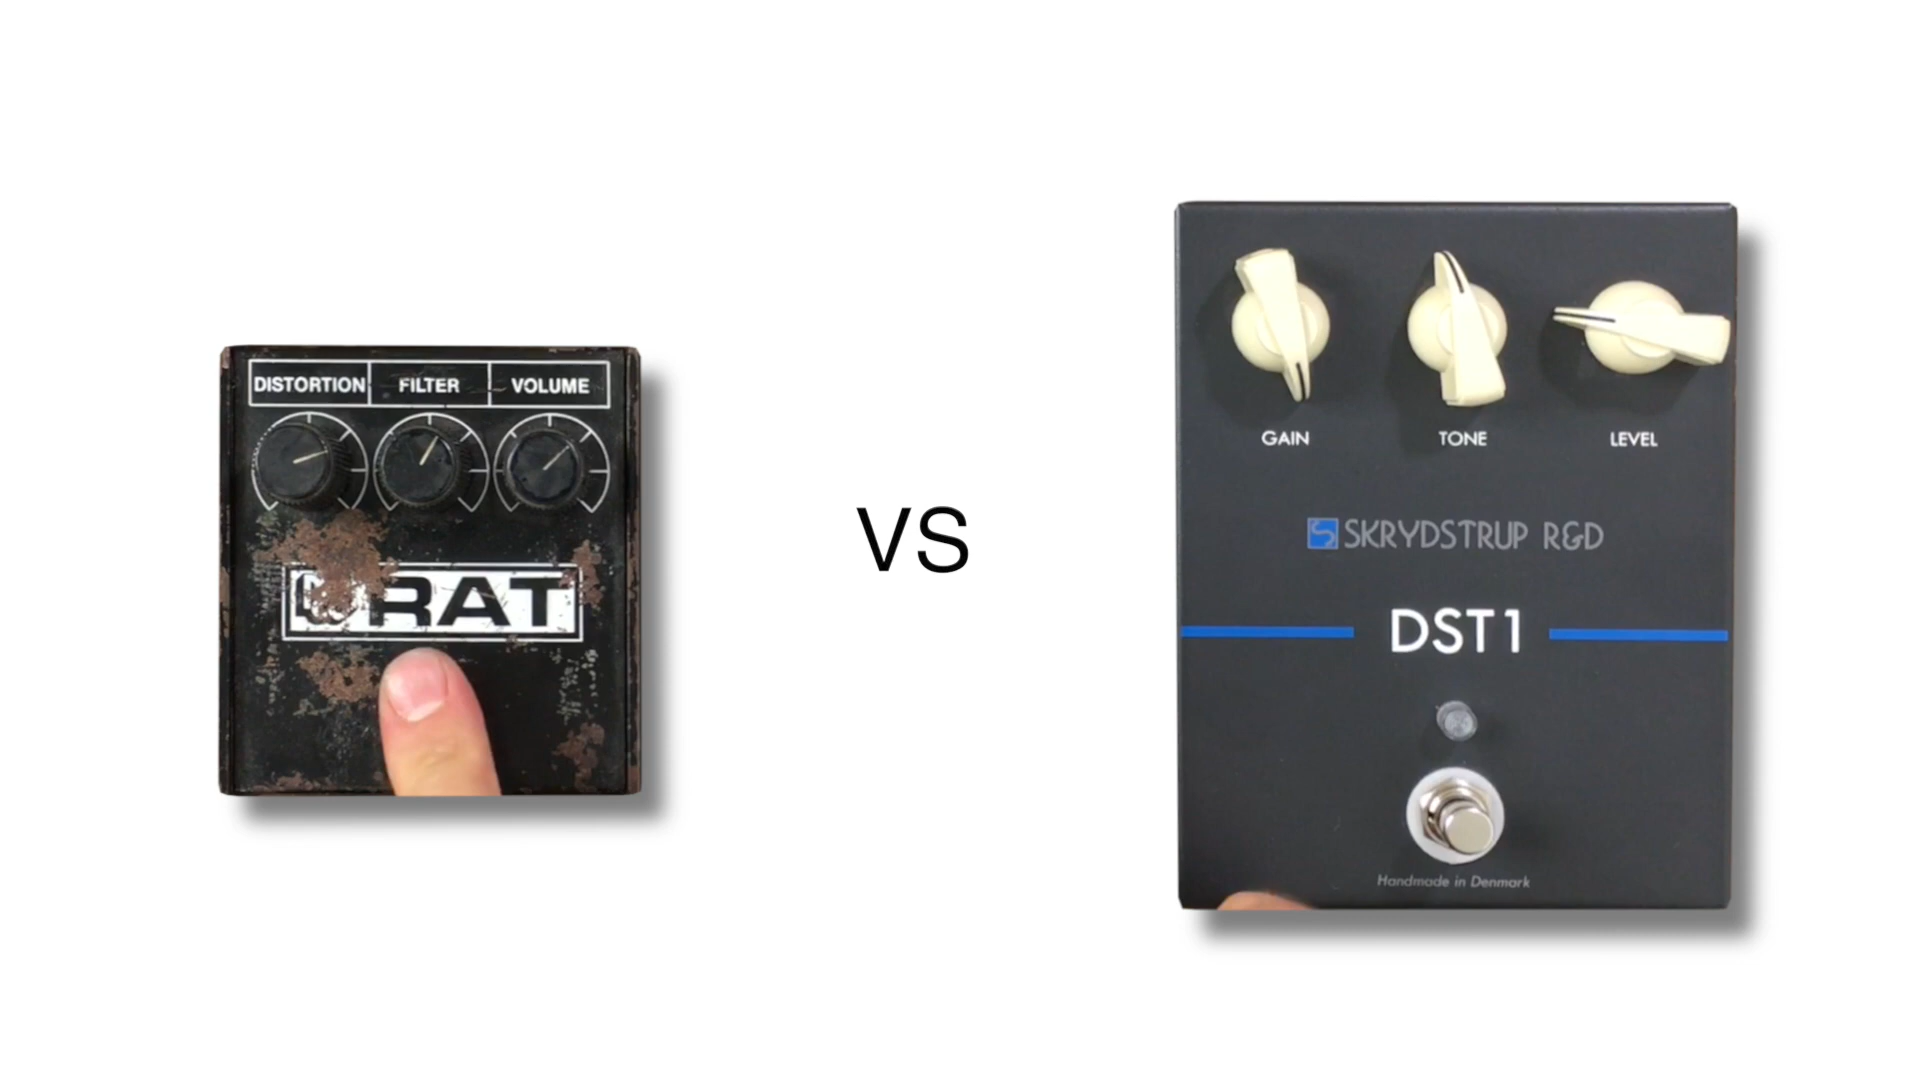 DISTORTION FILTER VOLUME
RAT
VS
GAIN TONE LEVEL
SKRYDSTRUP R&D
DST1
Handmade in Denmark